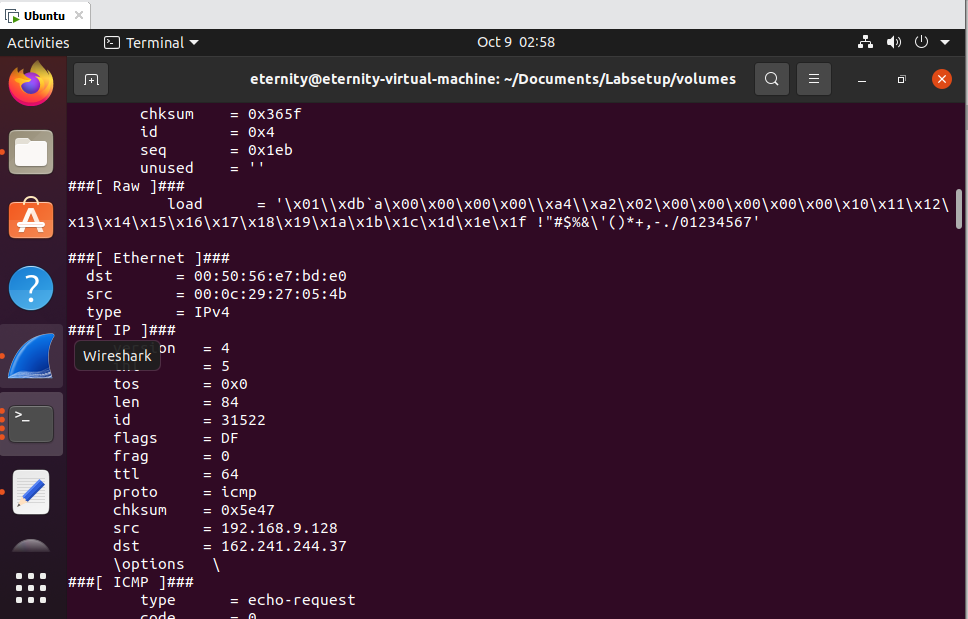 Ubuntu
Activities Terminal Oct 9 02:58
eternity@eternity-virtual-machine: ~/Documents/Labsetup/volumes
chksum = 0x365f
id = 0x4
seq = 0x1eb
unused = ''
###[ Raw ]###
load = '\x01\\xdb`a\x00\x00\x00\x00\\xa4\\xa2\x02\x00\x00\x00\x00\x00\x10\x11\x12\
x13\x14\x15\x16\x17\x18\x19\x1a\x1b\x1c\x1d\x1e\x1f !"#$%&\'()*+,-./01234567'
###[ Ethernet ]###
dst = 00:50:56:e7:bd:e0
src = 00:0c:29:27:05:4b
type = IPv4
###[ IP ]###
= 4
Wireshark
= 5
tos = 0x0
len = 84
id = 31522
flags = DF
frag = 0
ttl = 64
proto = icmp
chksum = 0x5e47
src = 192.168.9.128
dst = 162.241.244.37
\options \
###[ ICMP ]###
type = echo-request
code = 0